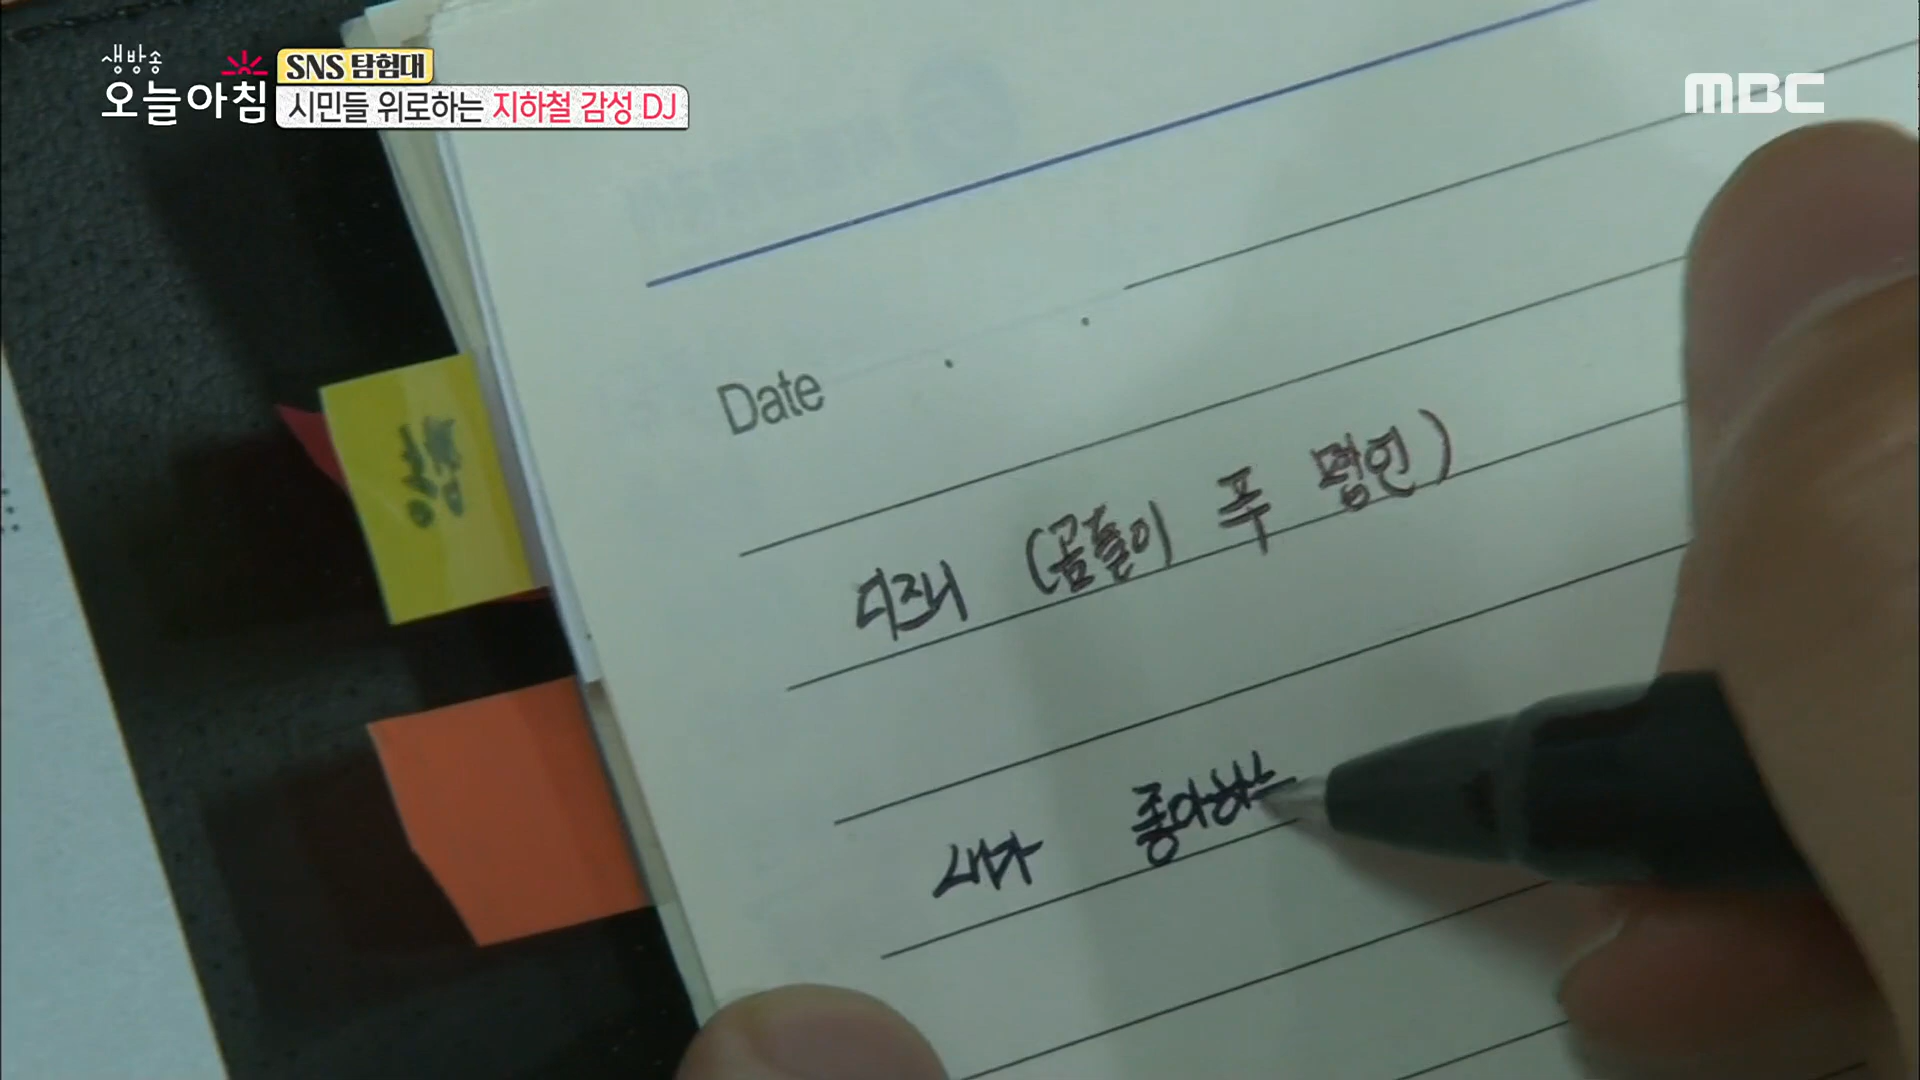 생방송
오늘아침
SNS 탐험대
시민들 위로하는 지하철 감성 DJ
MBC
Date
디즈니 (곰돌이 푸 명언)
내가 좋아하는